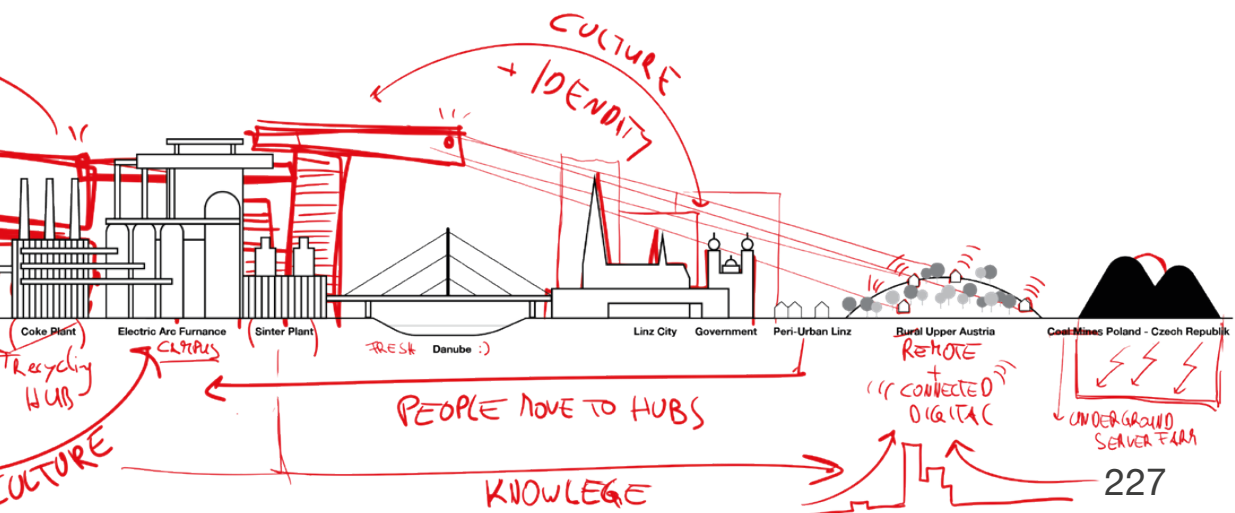 CULTURE
+ IDENDITY
Coke Plant
Electric Arc Furnance
Sinter Plant
Danube :)
Linz City
Government
Peri-Urban Linz
Rural Upper Austria
Coal Mines Poland - Czech Republik
Recycling
HUB
CAMPUS
FRESH
REMOTE
+
CONNECTED
DIGITAL
UNDERGROUND
SERVER FARM
PEOPLE MOVE TO HUBS
CULTURE
KNOWLEGE
227